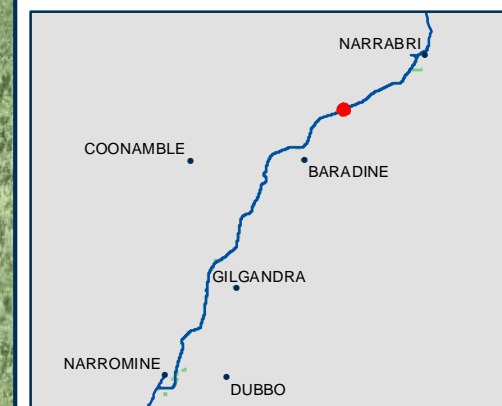 NARRABRI
COONAMBLE
BARADINE
GILGANDRA
NARROMINE
DUBBO